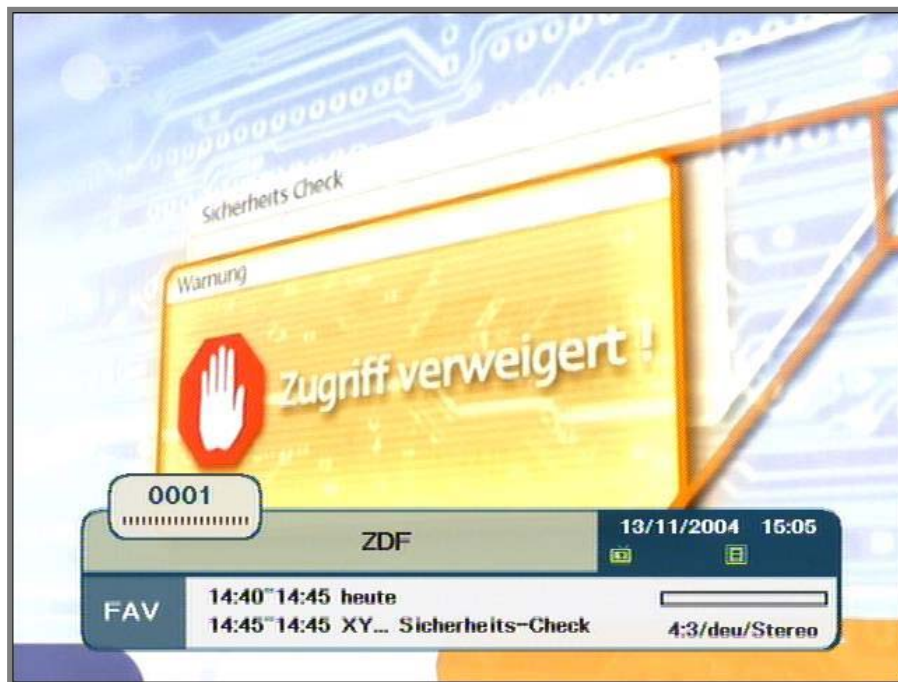 ZDF
Sicherheits Check
Warnung
Zugriff verweigert !
0001
ZDF
13/11/2004 15:05
FAV
14:40~14:45 heute
14:45~14:45 XY... Sicherheits-Check
4:3/deu/Stereo